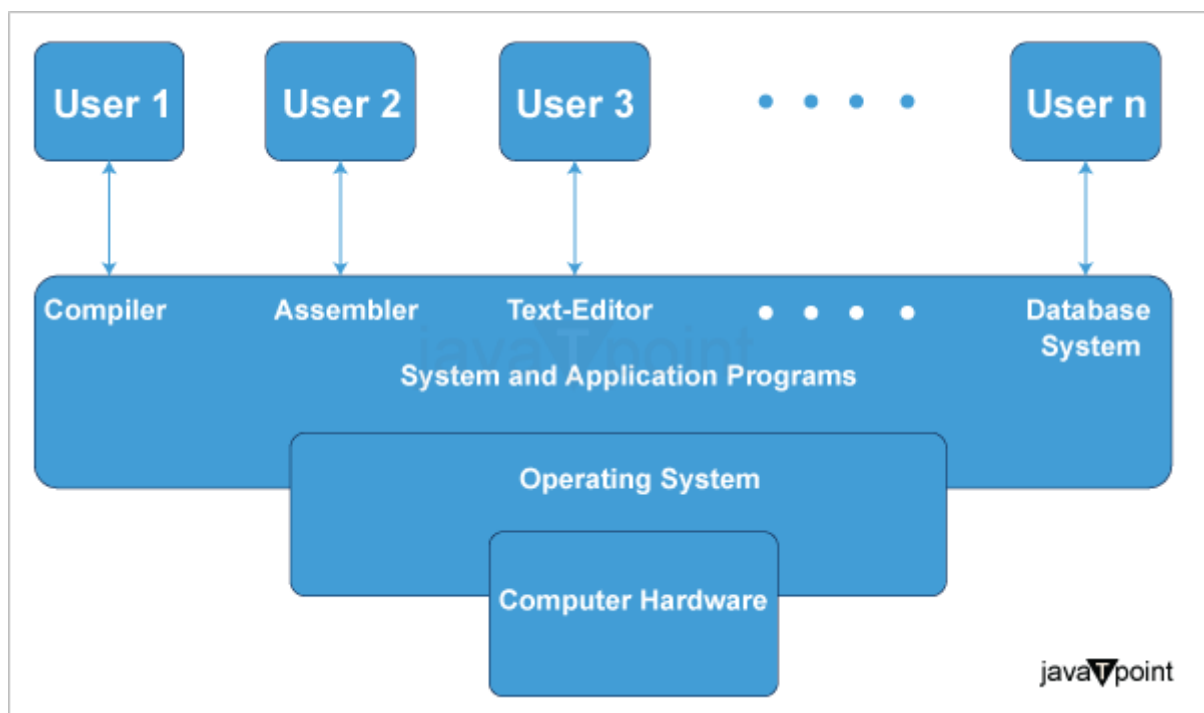 User 1 User 2 User 3 User n
Compiler Assembler Text-Editor Database
System
javaTpoint
System and Application Programs
Operating System
Computer Hardware
javaTpoint